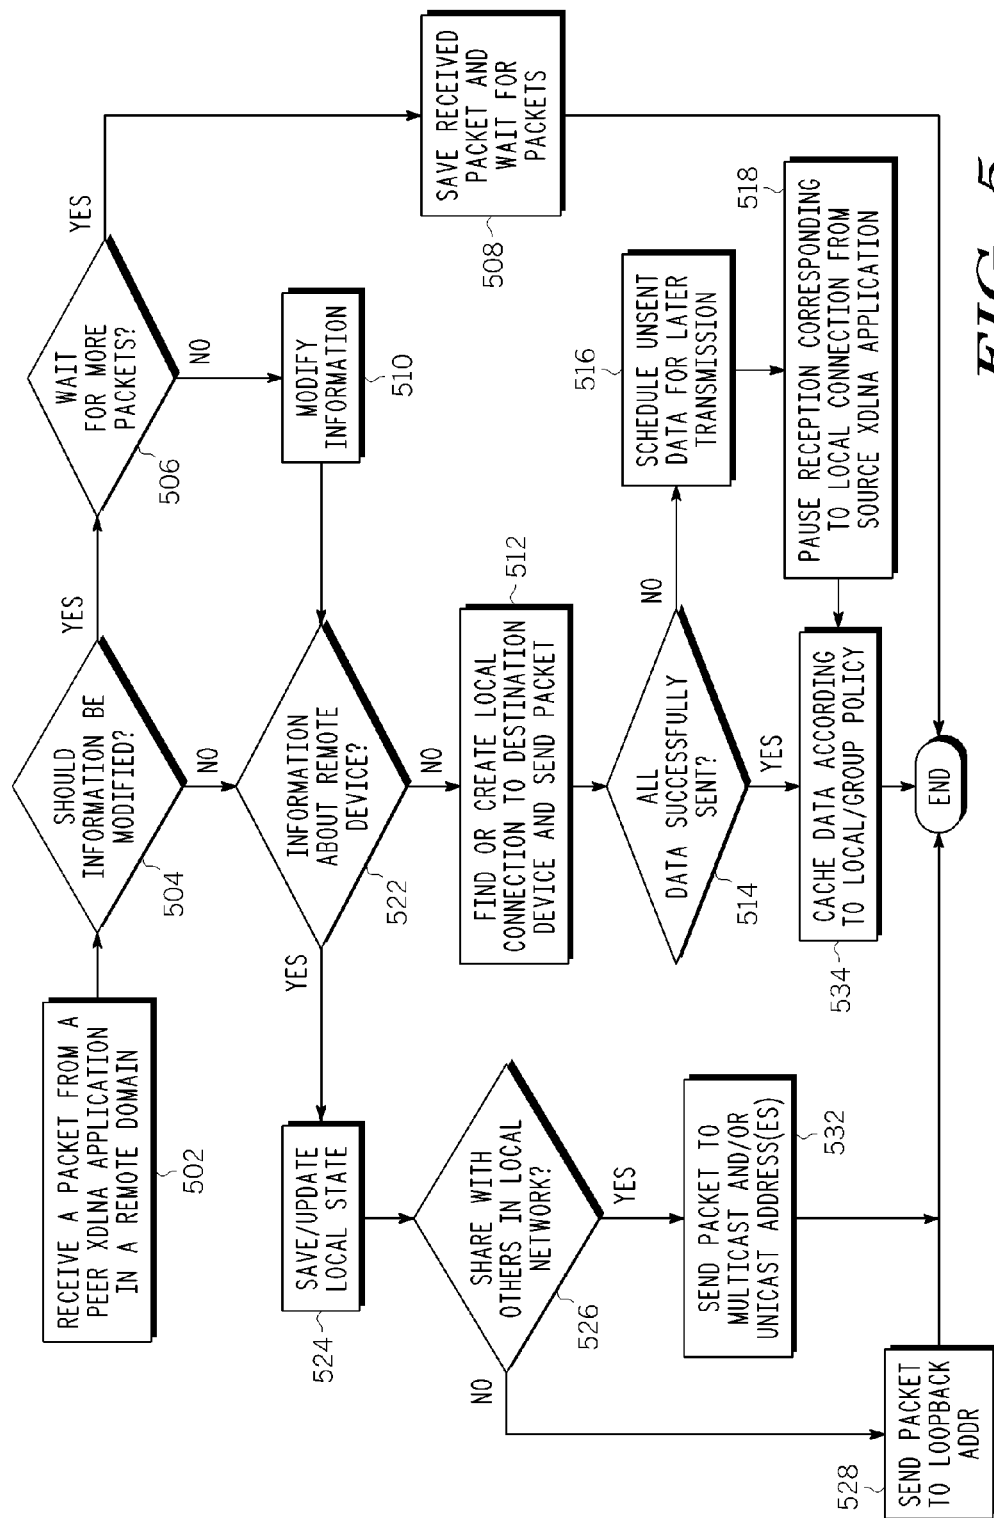 RECEIVE A PACKET FROM A
PEER XDLNA APPLICATION
IN A REMOTE DOMAIN
502
SHOULD
INFORMATION BE
MODIFIED?
504
YES
NO
WAIT
FOR MORE
PACKETS?
506
YES
NO
SAVE RECEIVED
PACKET AND
WAIT FOR
PACKETS
508
MODIFY
INFORMATION
510
INFORMATION
ABOUT REMOTE
DEVICE?
522
YES
NO
SAVE/UPDATE
LOCAL STATE
524
FIND OR CREATE LOCAL
CONNECTION TO DESTINATION
DEVICE AND SEND PACKET
512
SHARE WITH
OTHERS IN LOCAL
NETWORK?
526
NO
YES
ALL
DATA SUCCESSFULLY
SENT?
514
NO
YES
SCHEDULE UNSENT
DATA FOR LATER
TRANSMISSION
516
SEND PACKET TO
MULTICAST AND/OR
UNICAST ADDRESS(ES)
532
CACHE DATA ACCORDING
TO LOCAL/GROUP POLICY
534
PAUSE RECEPTION CORRESPONDING
TO LOCAL CONNECTION FROM
SOURCE XDLNA APPLICATION
518
SEND PACKET
TO LOOPBACK
ADDR
528
END
FIG. 5